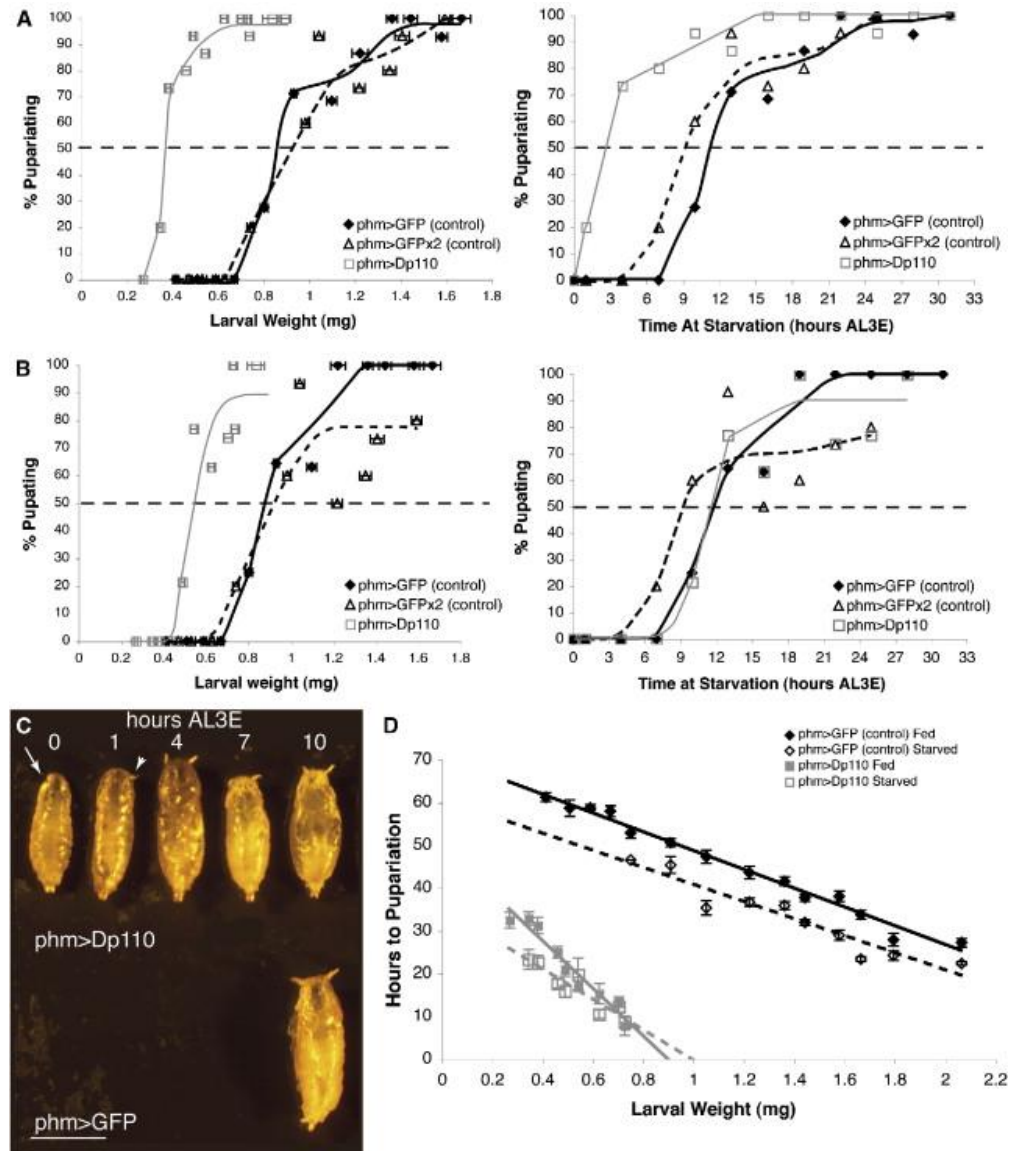 A
100
90
80
70
60
50
40
30
20
10
0
% Pupariating
phm>GFP (control)
phm>GFPx2 (control)
phm>Dp110
0 0.2 0.4 0.6 0.8 1 1.2 1.4 1.6 1.8
Larval Weight (mg)
100
90
80
70
60
50
40
30
20
10
0
% Pupariating
phm>GFP (control)
phm>GFPx2 (control)
phm>Dp110
0 3 6 9 12 15 18 21 24 27 30 33
Time At Starvation (hours AL3E)
B
100
90
80
70
60
50
40
30
20
10
0
% Pupating
phm>GFP (control)
phm>GFPx2 (control)
phm>Dp110
0 0.2 0.4 0.6 0.8 1 1.2 1.4 1.6 1.8
Larval weight (mg)
100
90
80
70
60
50
40
30
20
10
0
% Pupating
phm>GFP (control)
phm>GFPx2 (control)
phm>Dp110
0 3 6 9 12 15 18 21 24 27 30 33
Time at Starvation (hours AL3E)
C
hours AL3E
0 1 4 7 10
phm>Dp110
phm>GFP
D
phm>GFP (control) Fed
phm>GFP (control) Starved
phm>Dp110 Fed
phm>Dp110 Starved
70
60
50
40
30
20
10
0
Hours to Pupariation
0.2 0.4 0.6 0.8 1 1.2 1.4 1.6 1.8 2 2.2
Larval Weight (mg)